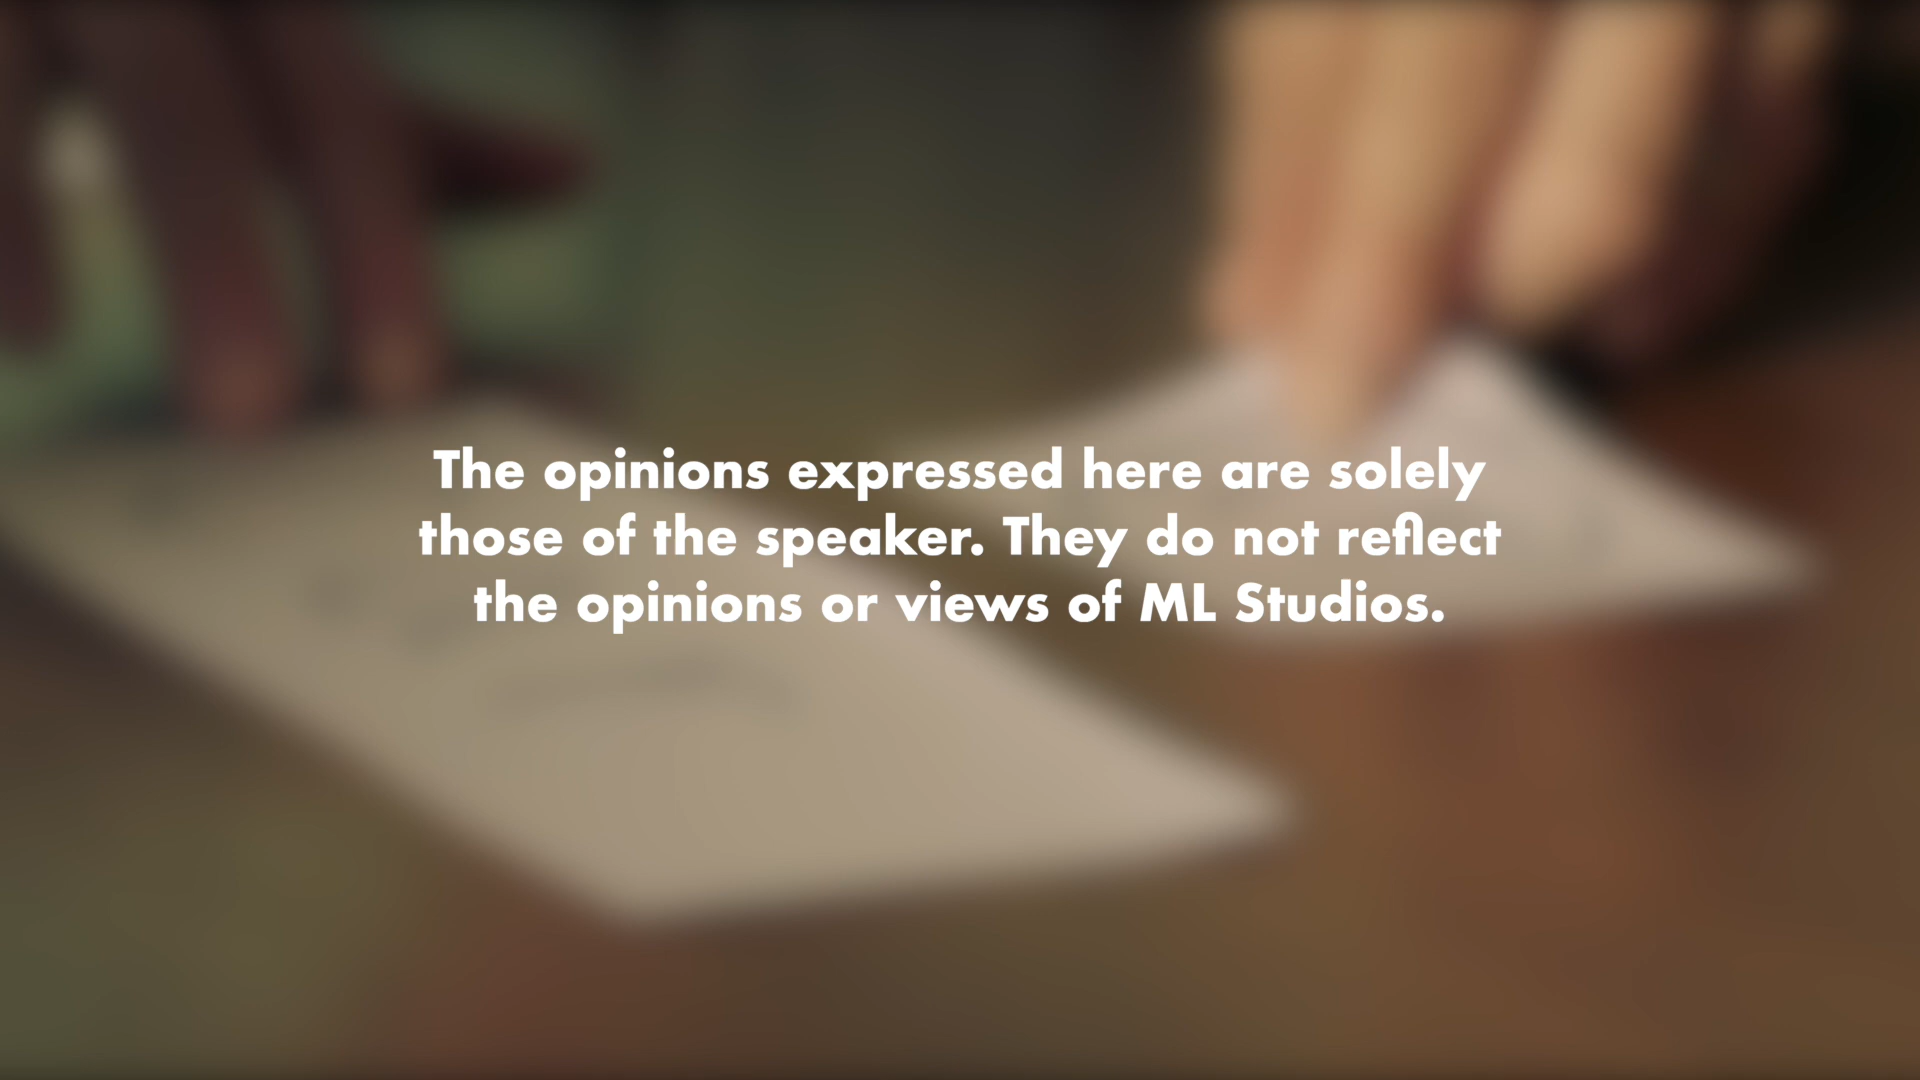 The opinions expressed here are solely
those of the speaker. They do not reflect
the opinions or views of ML Studios.